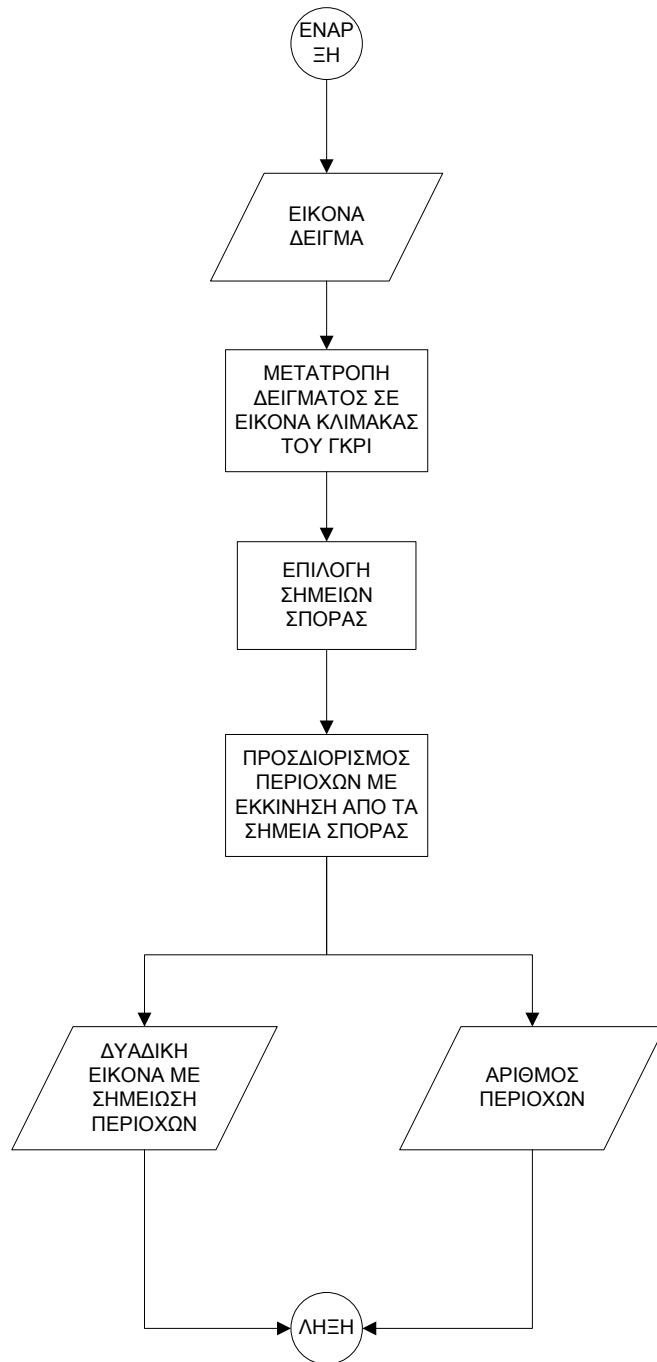 ΕΝΑΡ
ΞΗ
ΕΙΚΟΝΑ
ΔΕΙΓΜΑ
ΜΕΤΑΤΡΟΠΗ
ΔΕΙΓΜΑΤΟΣ ΣΕ
ΕΙΚΟΝΑ ΚΛΙΜΑΚΑΣ
ΤΟΥ ΓΚΡΙ
ΕΠΙΛΟΓΗ
ΣΗΜΕΙΩΝ
ΣΠΟΡΑΣ
ΠΡΟΣΔΙΟΡΙΣΜΟΣ
ΠΕΡΙΟΧΩΝ ΜΕ
ΕΚΚΙΝΗΣΗ ΑΠΟ ΤΑ
ΣΗΜΕΙΑ ΣΠΟΡΑΣ
ΔΥΑΔΙΚΗ
ΕΙΚΟΝΑ ΜΕ
ΣΗΜΕΙΩΣΗ
ΠΕΡΙΟΧΩΝ
ΑΡΙΘΜΟΣ
ΠΕΡΙΟΧΩΝ
ΛΗΞΗ